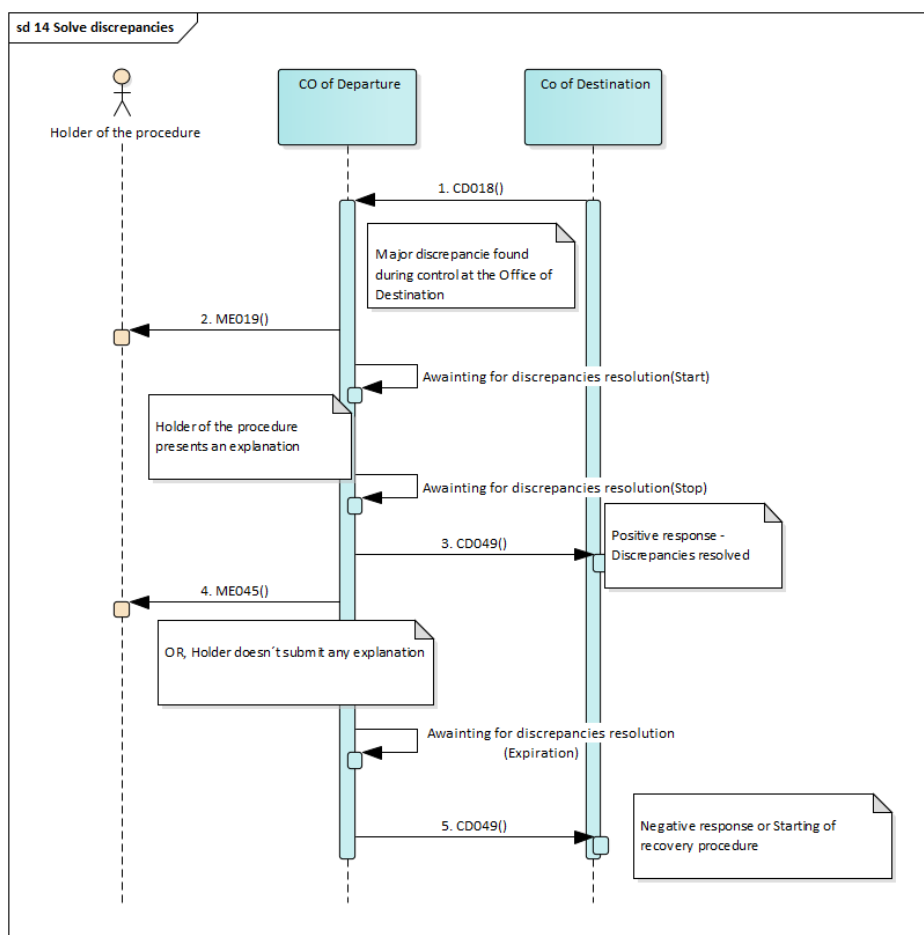 sd 14 Solve discrepancies
CO of Departure
Co of Destination
Holder of the procedure
1. CD018()
Major discrepancie found
during control at the Office of
Destination
2. ME019()
Awainting for discrepancies resolution(Start)
Holder of the procedure
presents an explanation
Awainting for discrepancies resolution(Stop)
Positive response -
Discrepancies resolved
3. CD049()
4. ME045()
OR, Holder doesn´t submit any explanation
Awainting for discrepancies resolution
(Expiration)
5. CD049()
Negative response or Starting of
recovery procedure